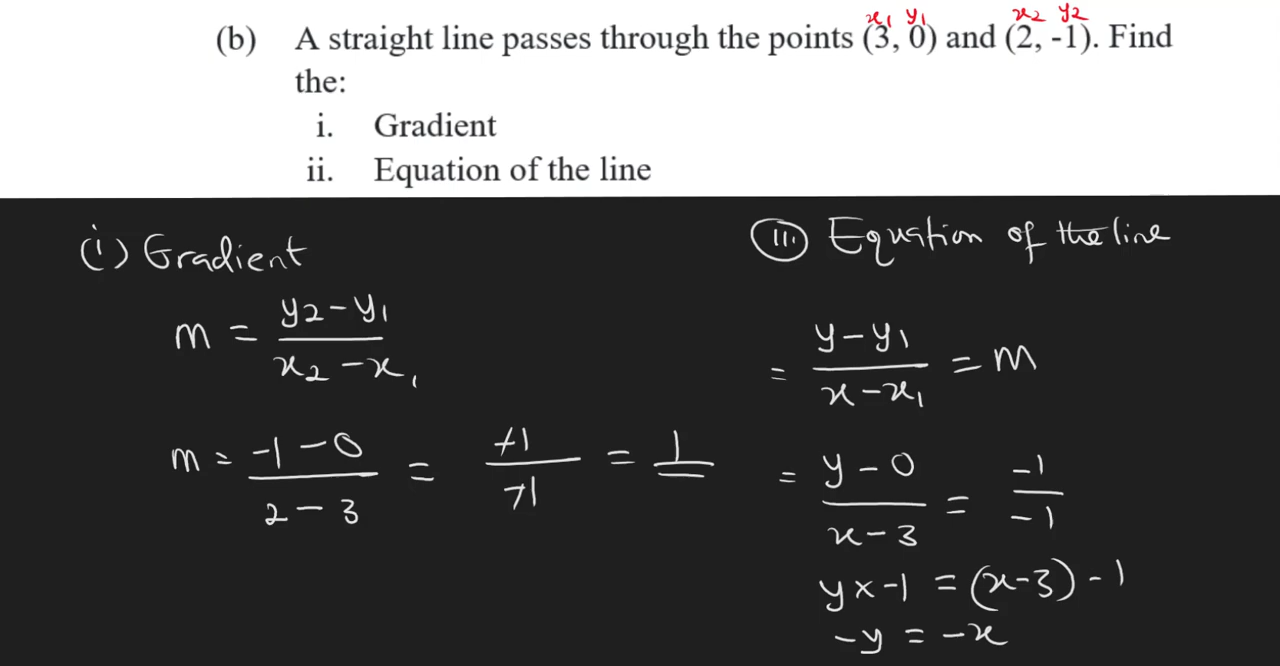 x₁ y₁ x₂ y₂
(b) A straight line passes through the points (3, 0) and (2, -1). Find
the:
i. Gradient
ii. Equation of the line
(i) Gradient
m = y₂ - y₁ / x₂ - x₁
m = -1 - 0 / 2 - 3 = -1 / -1 = 1
(ii) Equation of the line
= y - y₁ / x - x₁ = m
= y - 0 / x - 3 = -1 / -1
y x -1 = (x - 3) - 1
-y = -x